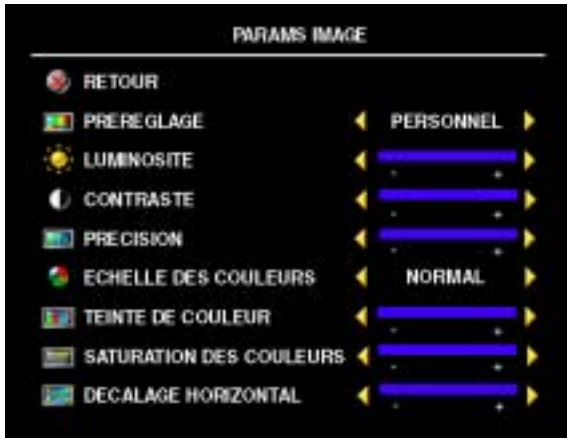 PARAMS IMAGE
RETOUR
PREREGLAGE PERSONNEL
LUMINOSITE
- +
CONTRASTE
- +
PRECISION
- +
ECHELLE DES COULEURS NORMAL
TEINTE DE COULEUR
- +
SATURATION DES COULEURS
- +
DECALAGE HORIZONTAL
- +